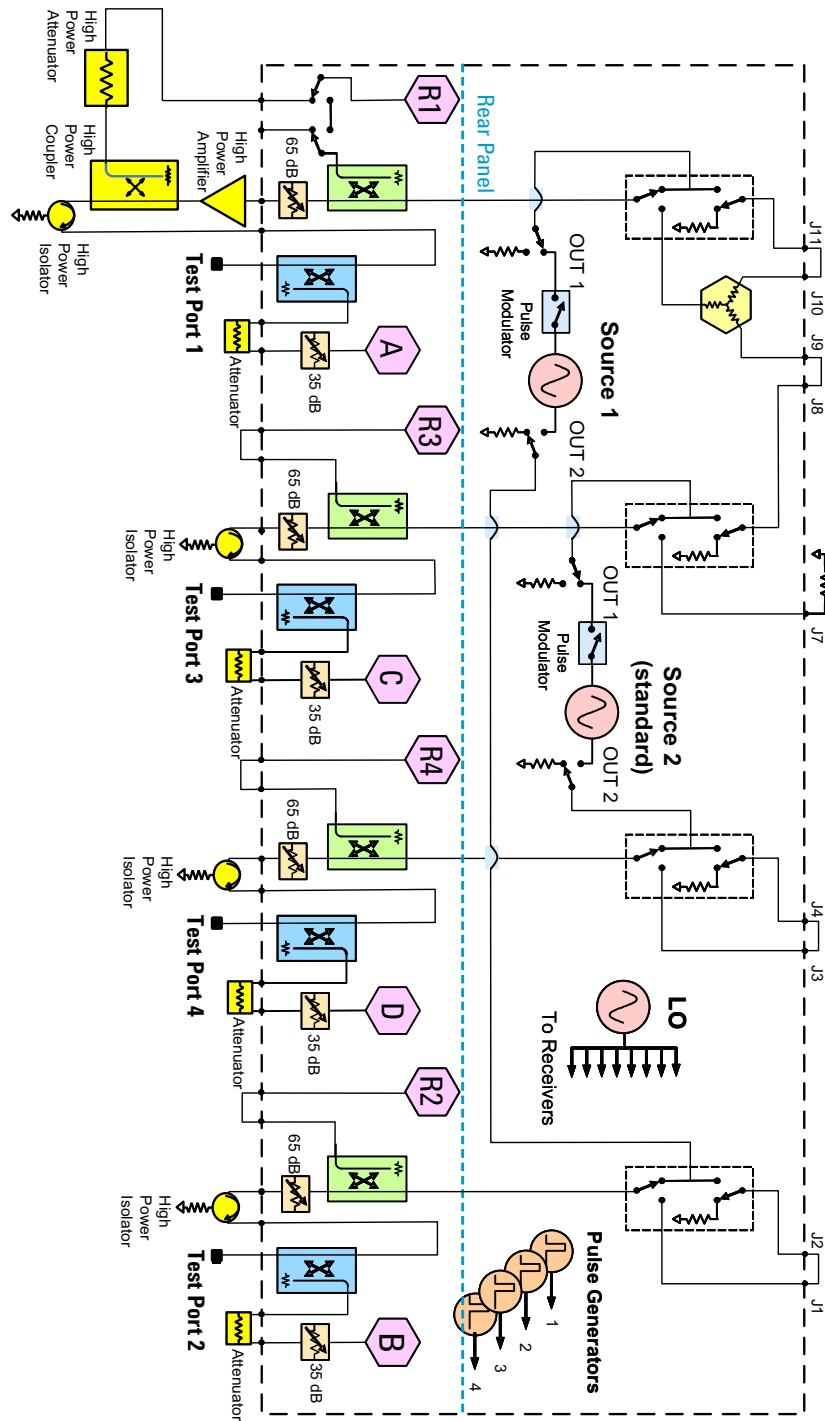 J11
J10
J9
J8
J7
J4
J3
J2
J1
Rear Panel
OUT 1
Pulse
Modulator
Source 1
OUT 2
OUT 1
Pulse
Modulator
Source 2
(standard)
OUT 2
LO
To Receivers
Pulse Generators
1
2
3
4
R1
A
R3
C
R4
D
R2
B
65 dB
35 dB
65 dB
35 dB
65 dB
35 dB
65 dB
35 dB
High
Power
Attenuator
High
Power
Coupler
High
Power
Amplifier
High
Power
Isolator
Test Port 1
Attenuator
High
Power
Isolator
Test Port 3
Attenuator
High
Power
Isolator
Test Port 4
Attenuator
High
Power
Isolator
Test Port 2
Attenuator